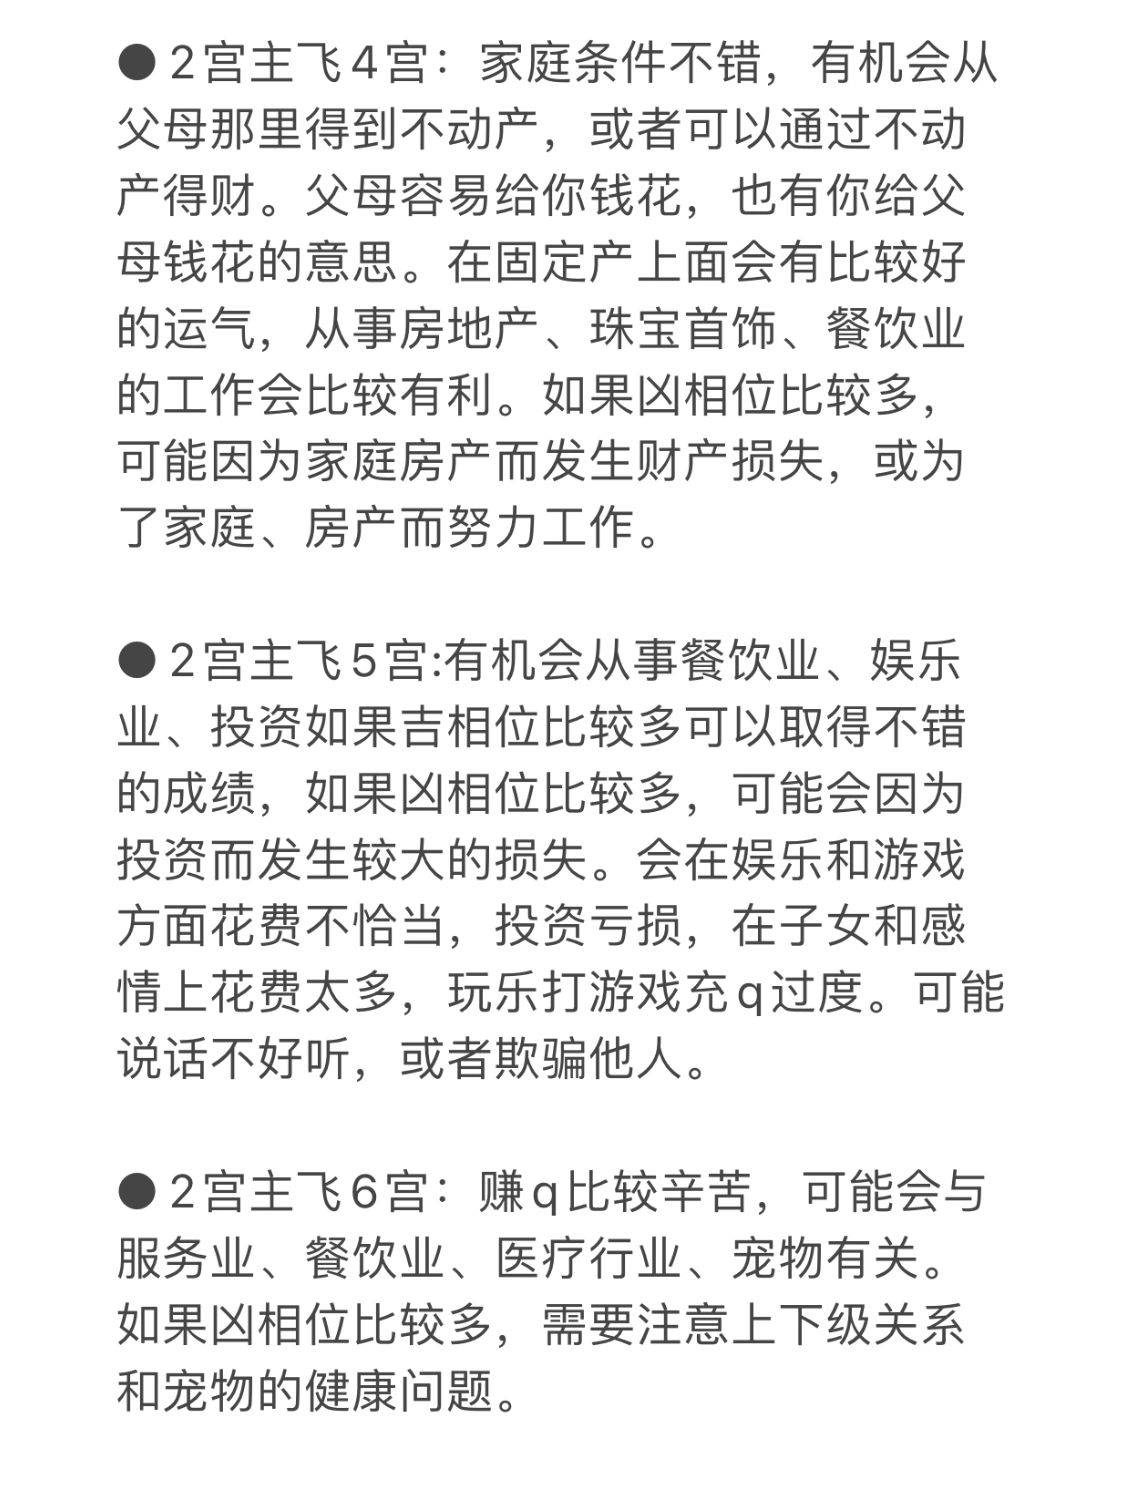 ● 2宫主飞4宫：家庭条件不错，有机会从
父母那里得到不动产，或者可以通过不动
产得财。父母容易给你钱花，也有你给父
母钱花的意思。在固定产上面会有比较好
的运气，从事房地产、珠宝首饰、餐饮业
的工作会比较有利。如果凶相位比较多，
可能因为家庭房产而发生财产损失，或为
了家庭、房产而努力工作。
● 2宫主飞5宫:有机会从事餐饮业、娱乐
业、投资如果吉相位比较多可以取得不错
的成绩，如果凶相位比较多，可能会因为
投资而发生较大的损失。会在娱乐和游戏
方面花费不恰当，投资亏损，在子女和感
情上花费太多，玩乐打游戏充q过度。可能
说话不好听，或者欺骗他人。
● 2宫主飞6宫：赚q比较辛苦，可能会与
服务业、餐饮业、医疗行业、宠物有关。
如果凶相位比较多，需要注意上下级关系
和宠物的健康问题。